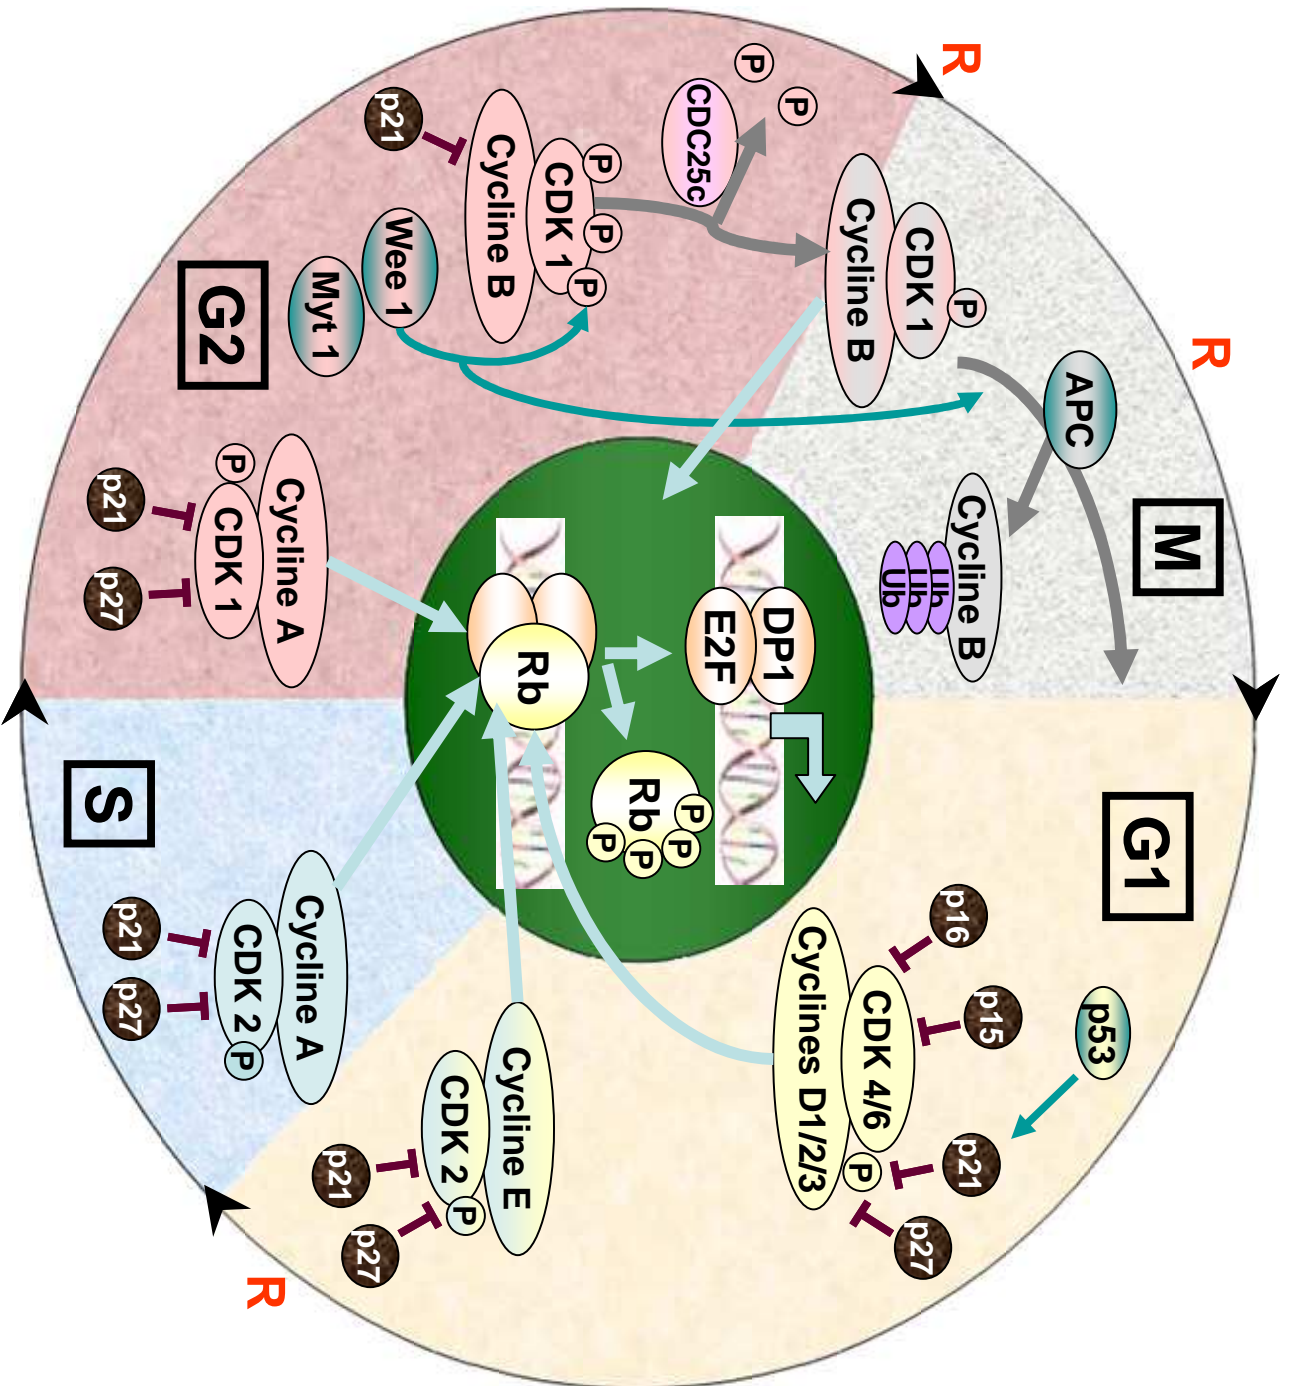 R
M
G1
R
APC
p53
p16
p15
p21
p27
CDK 1
P
Cycline B
Cycline B
Ub
Ub
Ub
CDK 4/6
P
Cyclines D1/2/3
P
P
CDC25c
DP1
E2F
Rb
P
P
P
P
Rb
P
P
P
CDK 1
Cycline B
p21
Wee 1
Myt 1
G2
Cycline E
CDK 2
P
p21
p27
Cycline A
CDK 1
P
p21
p27
Cycline A
CDK 2
P
p21
p27
S
R